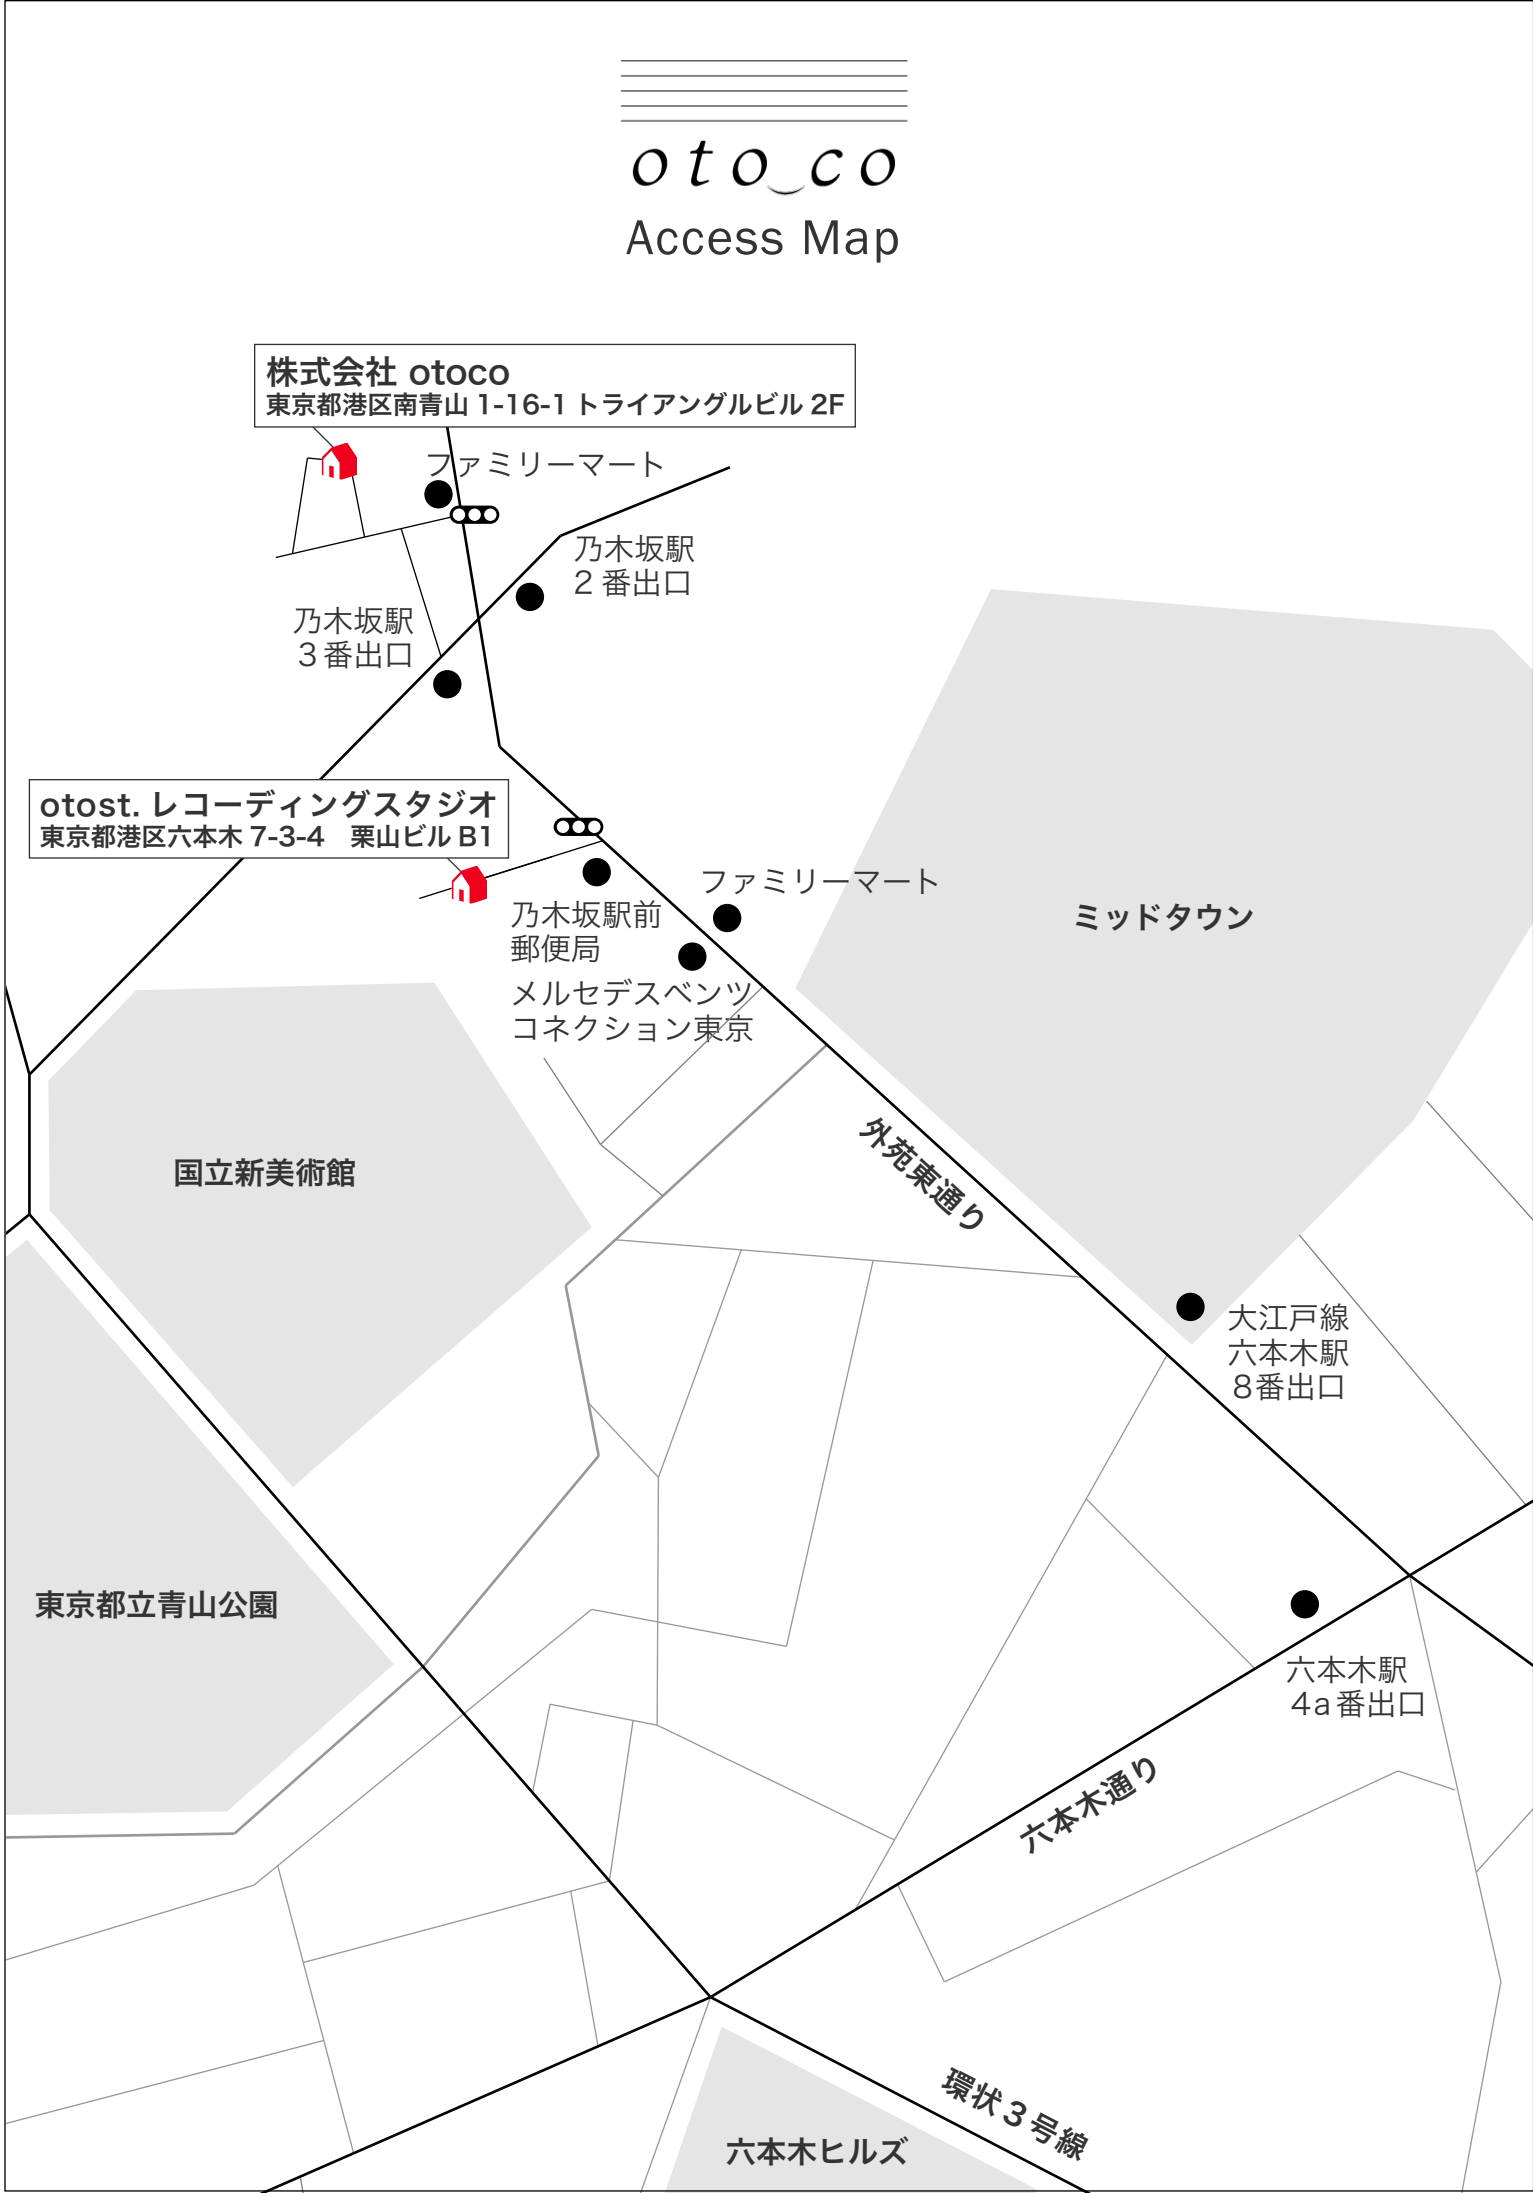 oto‿co
Access Map
株式会社 otoco
東京都港区南青山 1-16-1 トライアングルビル 2F
ファミリーマート
乃木坂駅
2 番出口
乃木坂駅
3 番出口
otost. レコーディングスタジオ
東京都港区六本木 7-3-4　栗山ビル B1
ファミリーマート
乃木坂駅前
郵便局
ミッドタウン
メルセデスベンツ
コネクション東京
外苑東通り
国立新美術館
大江戸線
六本木駅
8番出口
東京都立青山公園
六本木駅
4a 番出口
六本木通り
環状3号線
六本木ヒルズ